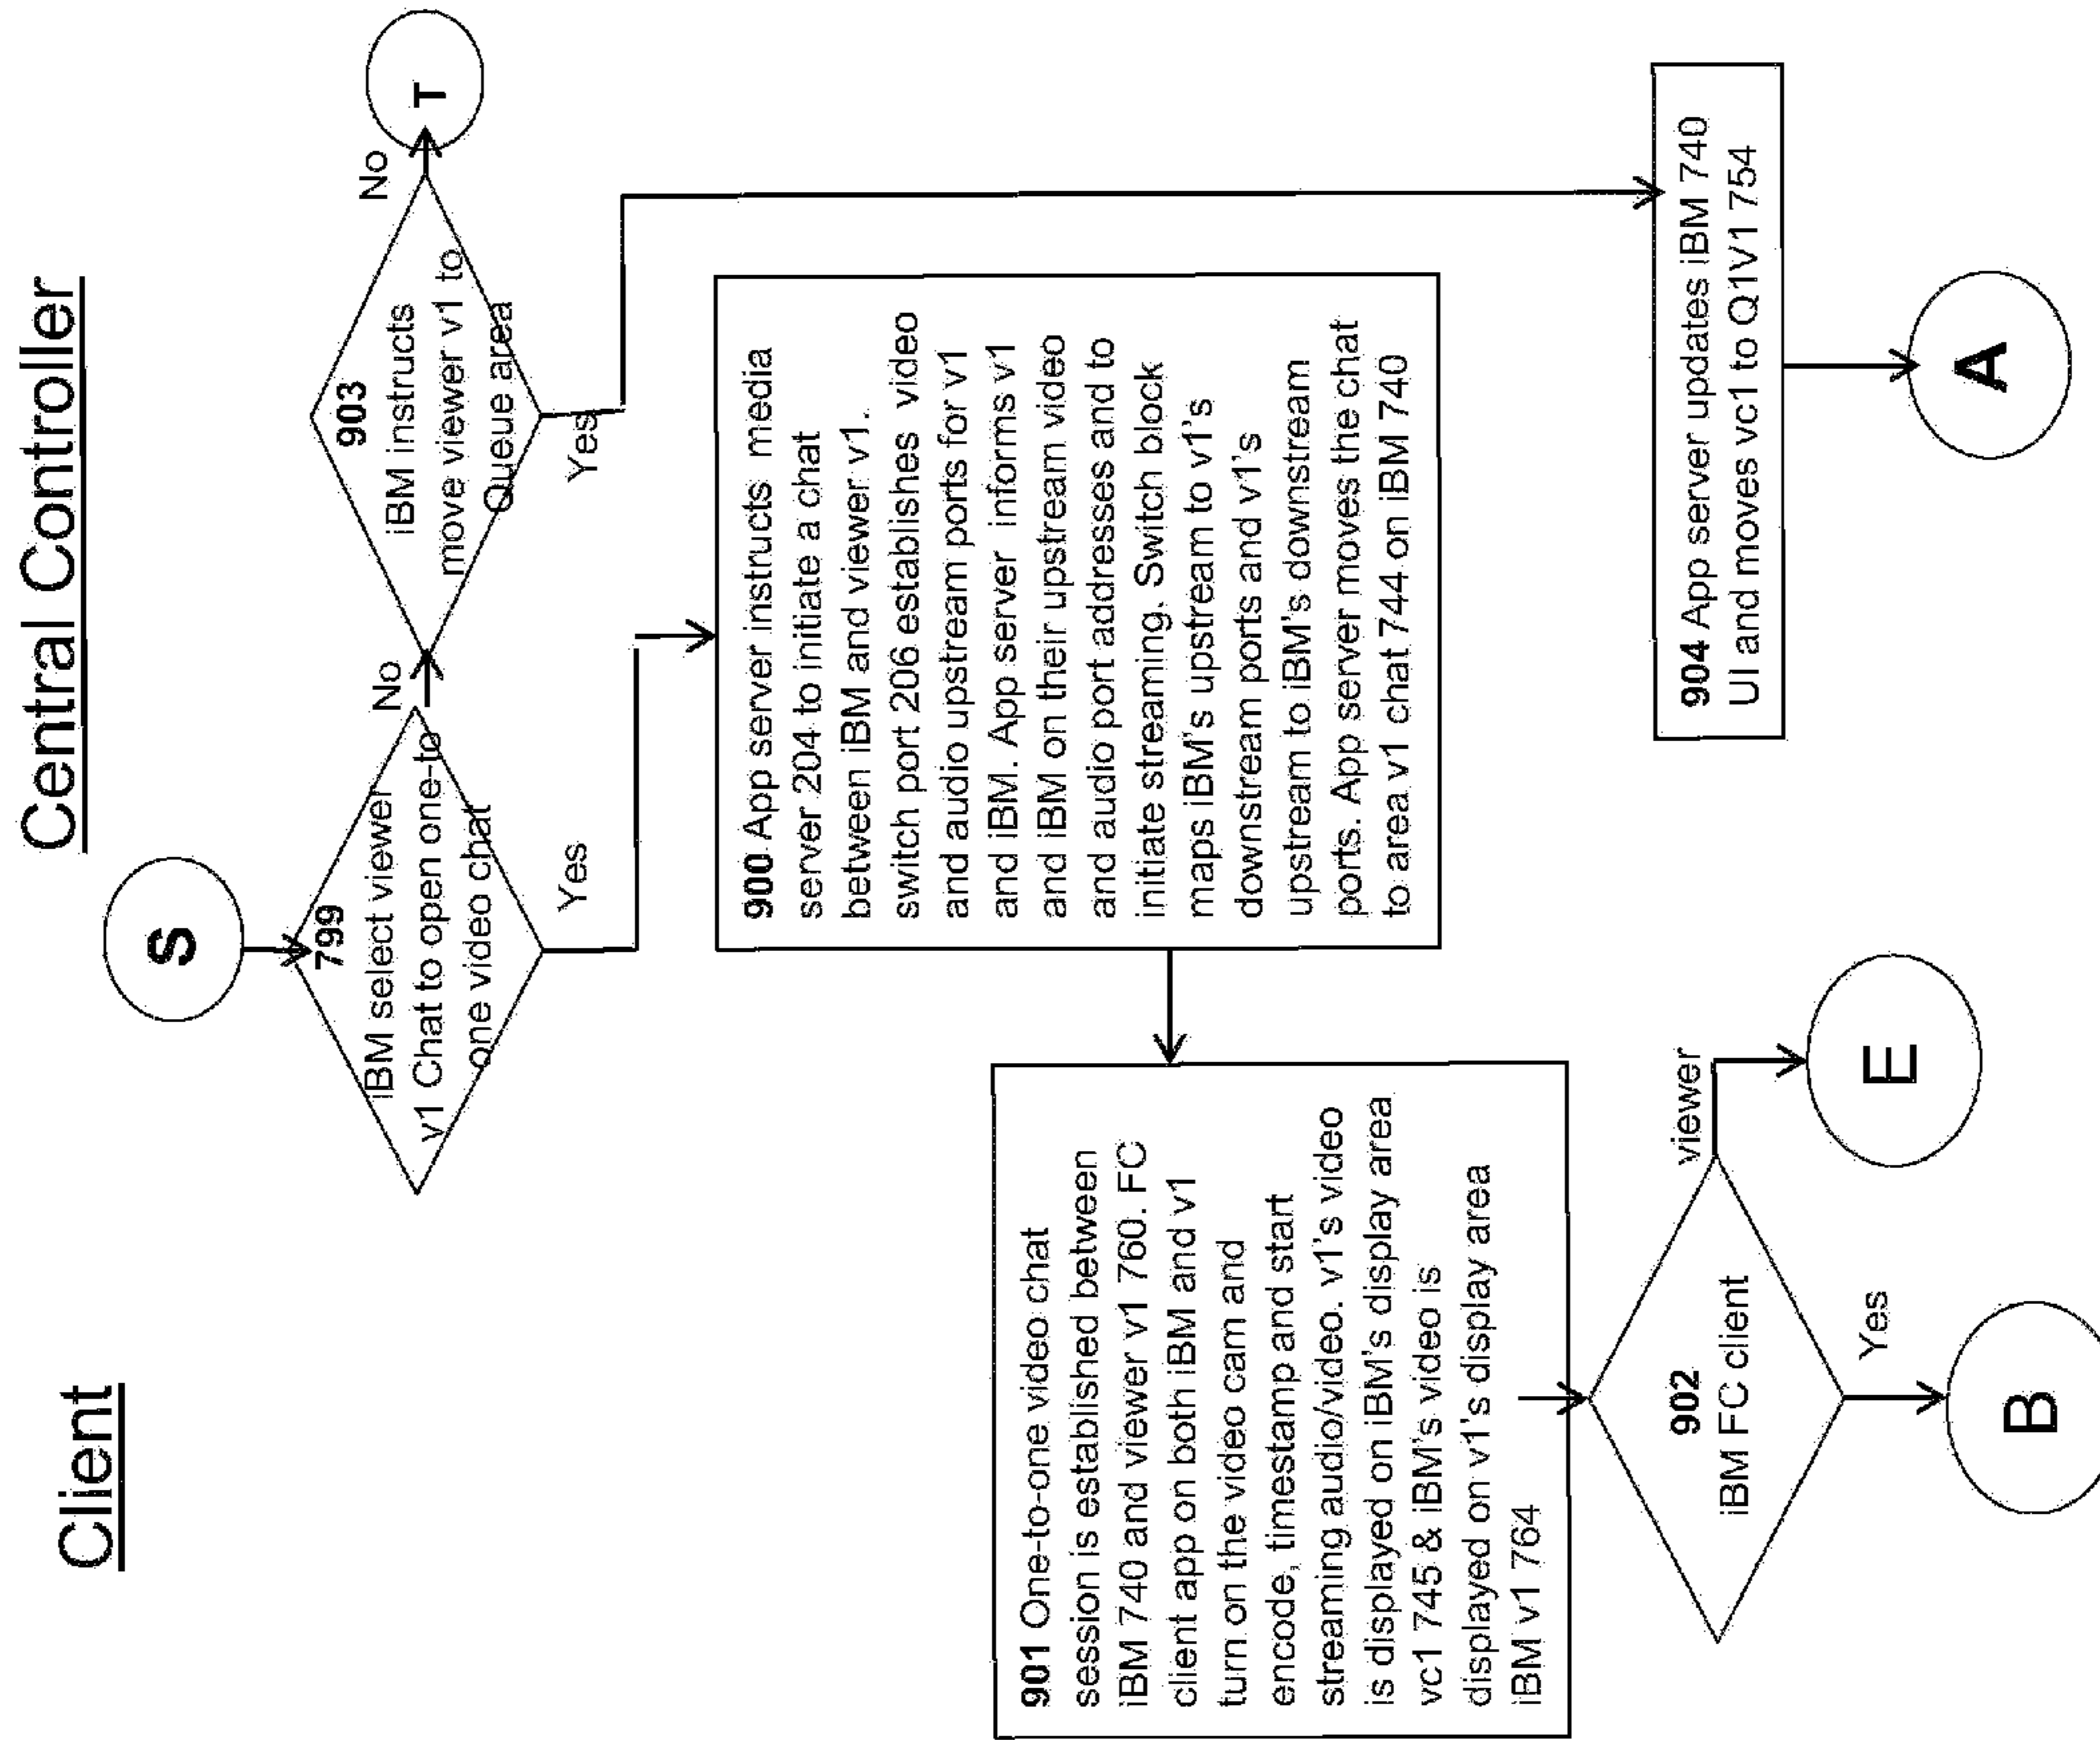 Client
Central Controller
S
799
iBM select viewer
v1 Chat to open one-to
one video chat
No
Yes
903
iBM instructs
move viewer v1 to
Queue area
No
T
Yes
900 App server instructs media
server 204 to initiate a chat
between iBM and viewer v1.
switch port 206 establishes video
and audio upstream ports for v1
and iBM. App server informs v1
and iBM on their upstream video
and audio port addresses and to
initiate streaming. Switch block
maps iBM's upstream to v1's
downstream ports and v1's
upstream to iBM's downstream
ports. App server moves the chat
to area v1 chat 744 on iBM 740
901 One-to-one video chat
session is established between
iBM 740 and viewer v1 760. FC
client app on both iBM and v1
turn on the video cam and
encode, timestamp and start
streaming audio/video. v1's video
is displayed on iBM's display area
vc1 745 & iBM's video is
displayed on v1's display area
iBM v1 764
902
iBM FC client
viewer
E
Yes
B
904 App server updates iBM 740
UI and moves vc1 to Q1V1 754
A